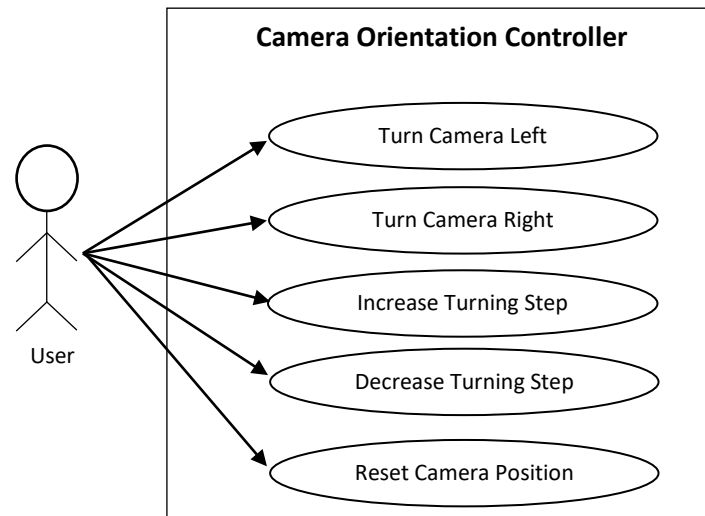 Camera Orientation Controller
Turn Camera Left
Turn Camera Right
Increase Turning Step
Decrease Turning Step
Reset Camera Position
User